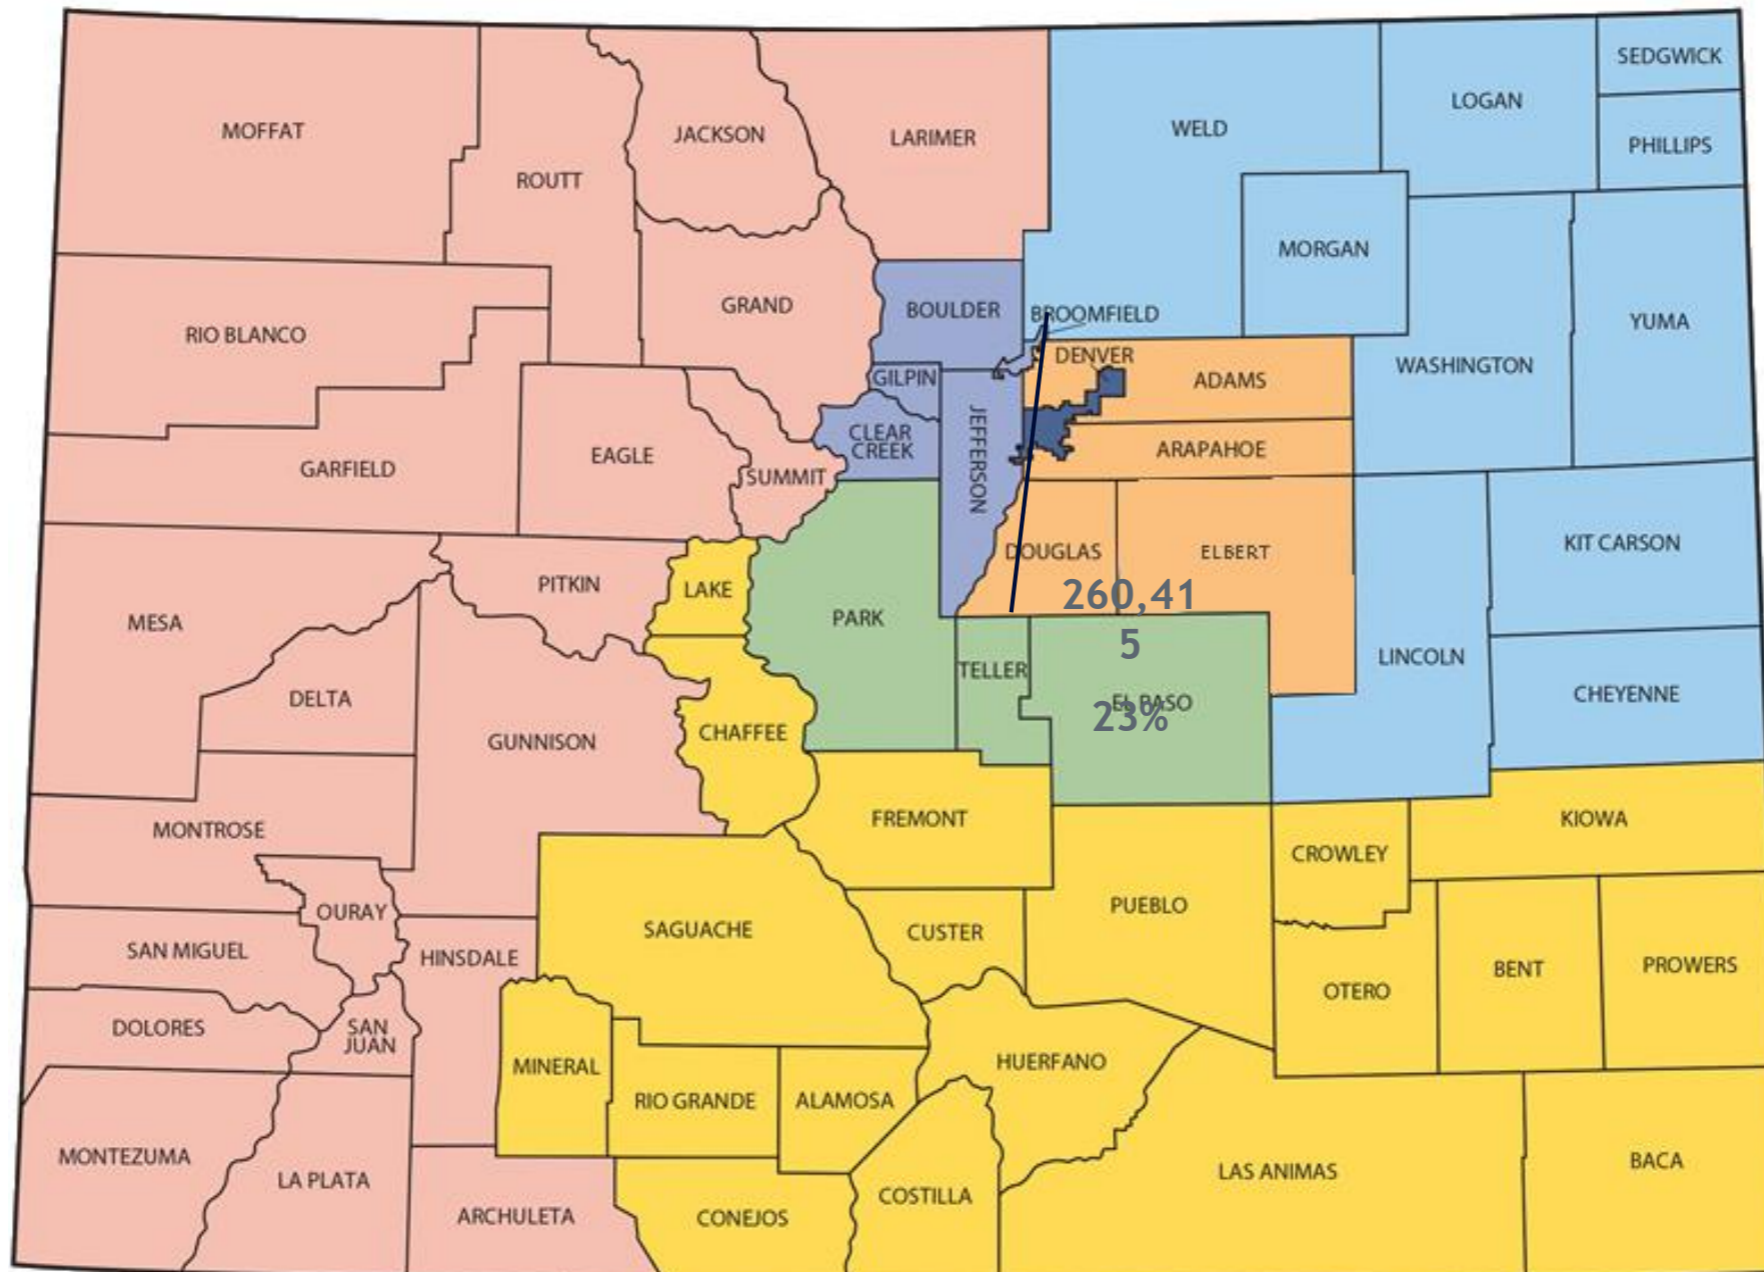 SEDGWICK
LOGAN
MOFFAT
JACKSON
LARIMER
WELD
PHILLIPS
ROUTT
MORGAN
GRAND
BOULDER
BROOMFIELD
RIO BLANCO
YUMA
DENVER
WASHINGTON
GILPIN
ADAMS
CLEAR
CREEK
JEFFERSON
ARAPAHOE
EAGLE
GARFIELD
SUMMIT
KIT CARSON
DOUGLAS
ELBERT
PITKIN
LAKE
260,41
5
PARK
MESA
LINCOLN
TELLER
CHEYENNE
DELTA
EL PASO
23%
CHAFFEE
GUNNISON
FREMONT
KIOWA
MONTROSE
CROWLEY
PUEBLO
OURAY
SAGUACHE
CUSTER
SAN MIGUEL
HINSDALE
PROWERS
BENT
OTERO
DOLORES
SAN
JUAN
HUERFANO
MINERAL
RIO GRANDE
ALAMOSA
MONTEZUMA
BACA
LAS ANIMAS
LA PLATA
COSTILLA
ARCHULETA
CONEJOS